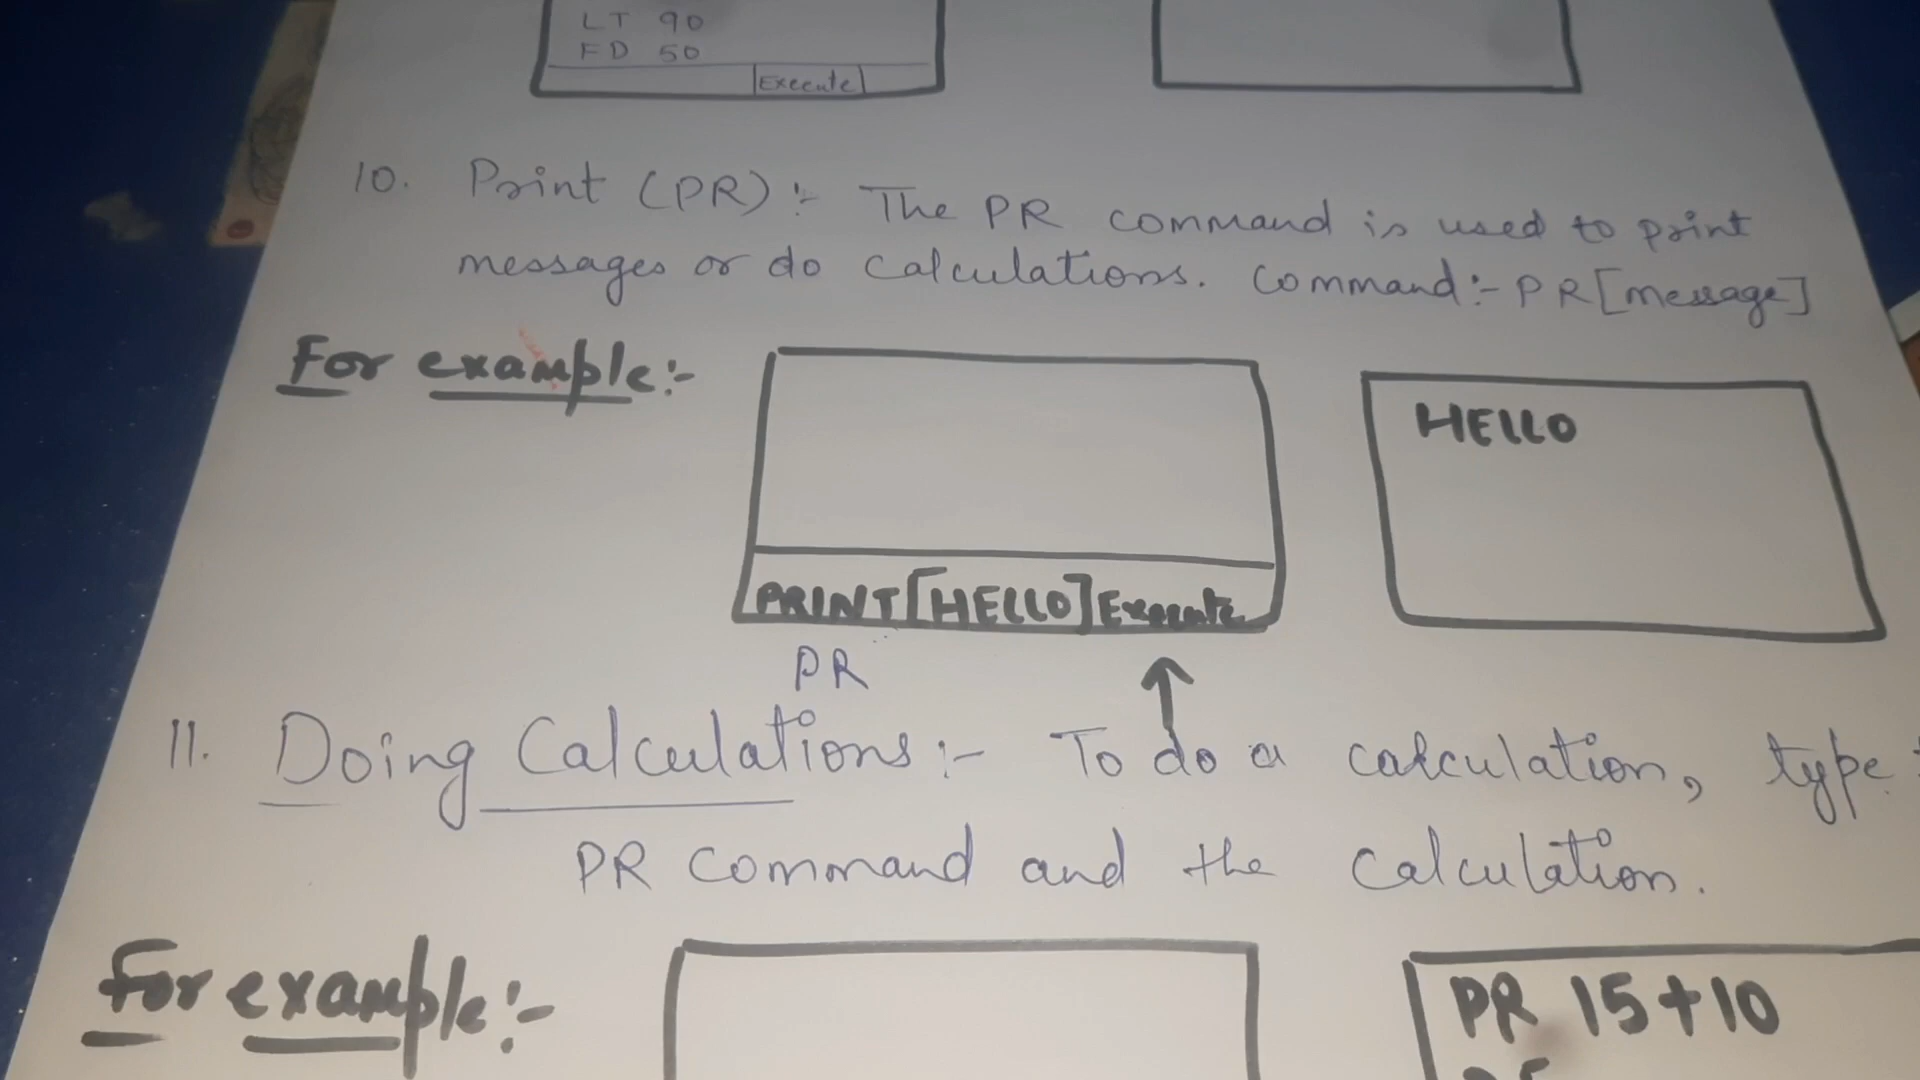 LT 90
FD 50
Execute
10. Print (PR):- The PR command is used to print
messages or do calculations. Command:- PR[message]
For example:-
HELLO
PRINT[HELLO]Execute
PR
11. Doing Calculations:- To do a calculation, type
PR command and the calculation.
For example:-
PR 15+10